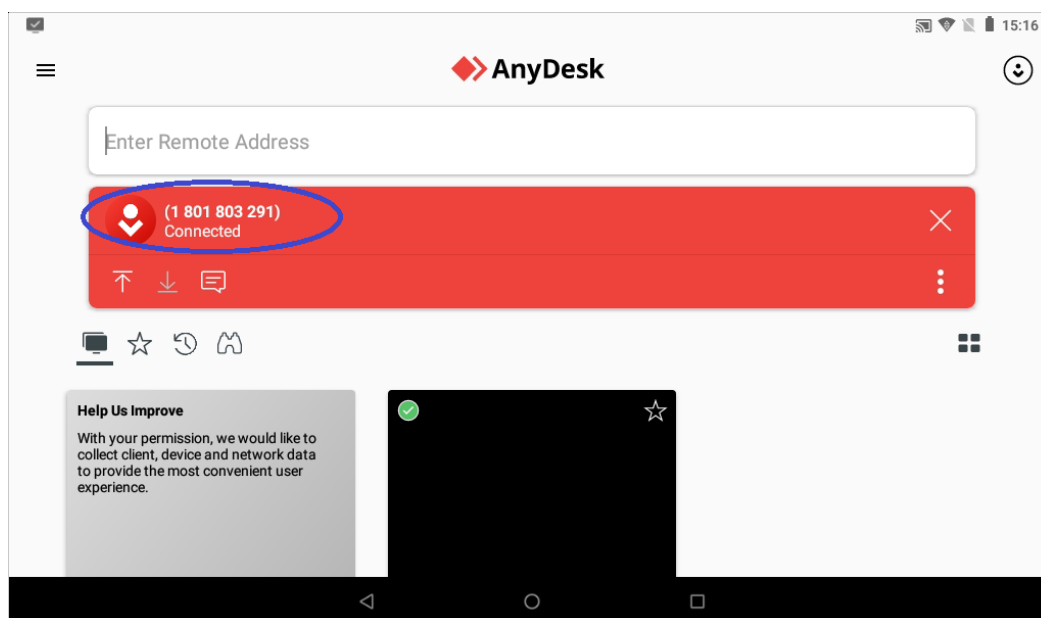 15:16
AnyDesk
Enter Remote Address
(1 801 803 291)
Connected
Help Us Improve
With your permission, we would like to
collect client, device and network data
to provide the most convenient user
experience.